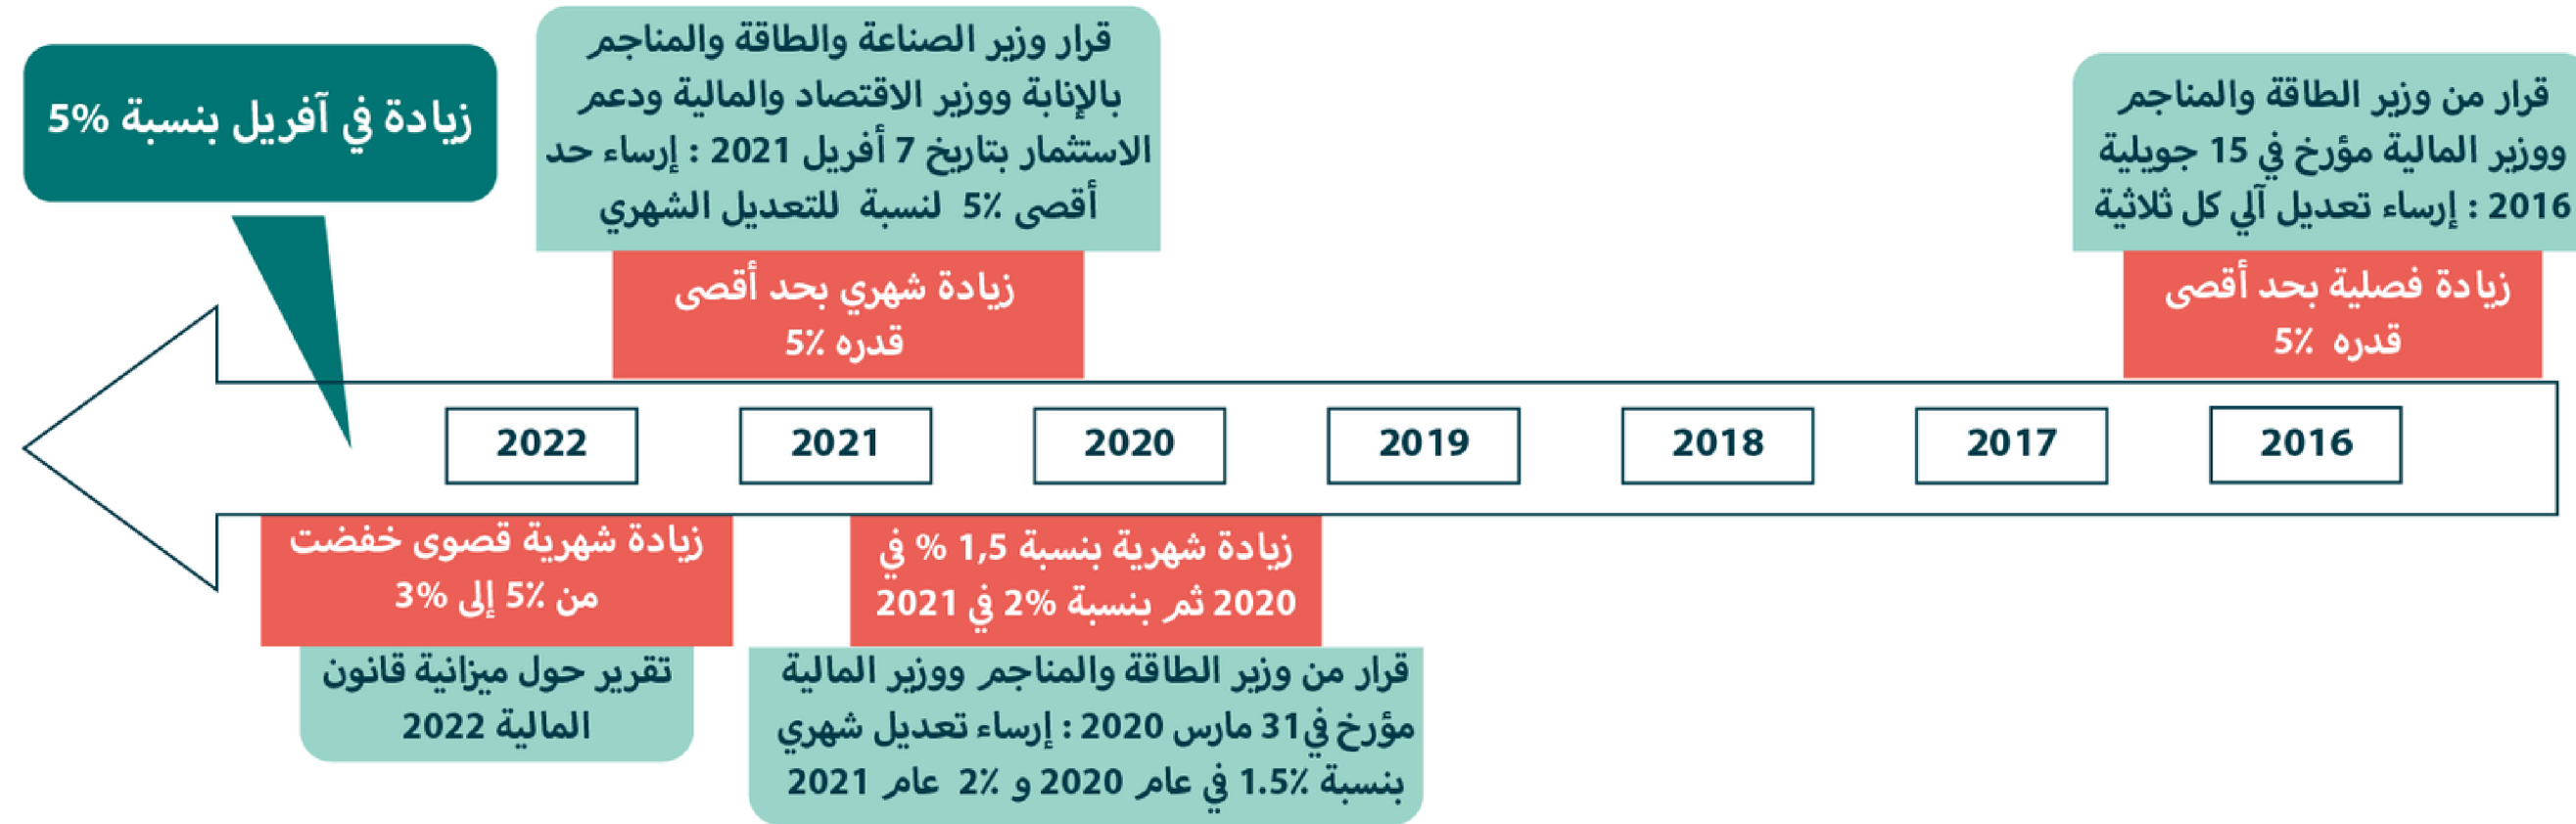 قرار من وزير الطاقة والمناجم
ووزير المالية مؤرخ في 15 جويلية
2016 : إرساء تعديل آلي كل ثلاثية
زيادة فصلية بحد أقصى
قدره 5%
قرار وزير الصناعة والطاقة والمناجم
بالإنابة ووزير الاقتصاد والمالية ودعم
الاستثمار بتاريخ 7 أفريل 2021 : إرساء حد
أقصى 5% لنسبة للتعديل الشهري
زيادة شهري بحد أقصى
قدره 5%
زيادة في آفريل بنسبة 5%
2016
2017
2018
2019
2020
2021
2022
زيادة شهرية بنسبة 1,5 % في
2020 ثم بنسبة 2% في 2021
قرار من وزير الطاقة والمناجم ووزير المالية
مؤرخ في31 مارس 2020 : إرساء تعديل شهري
بنسبة 1.5% في عام 2020 و 2% عام 2021
زيادة شهرية قصوى خفضت
من 5% إلى 3%
تقرير حول ميزانية قانون
المالية 2022